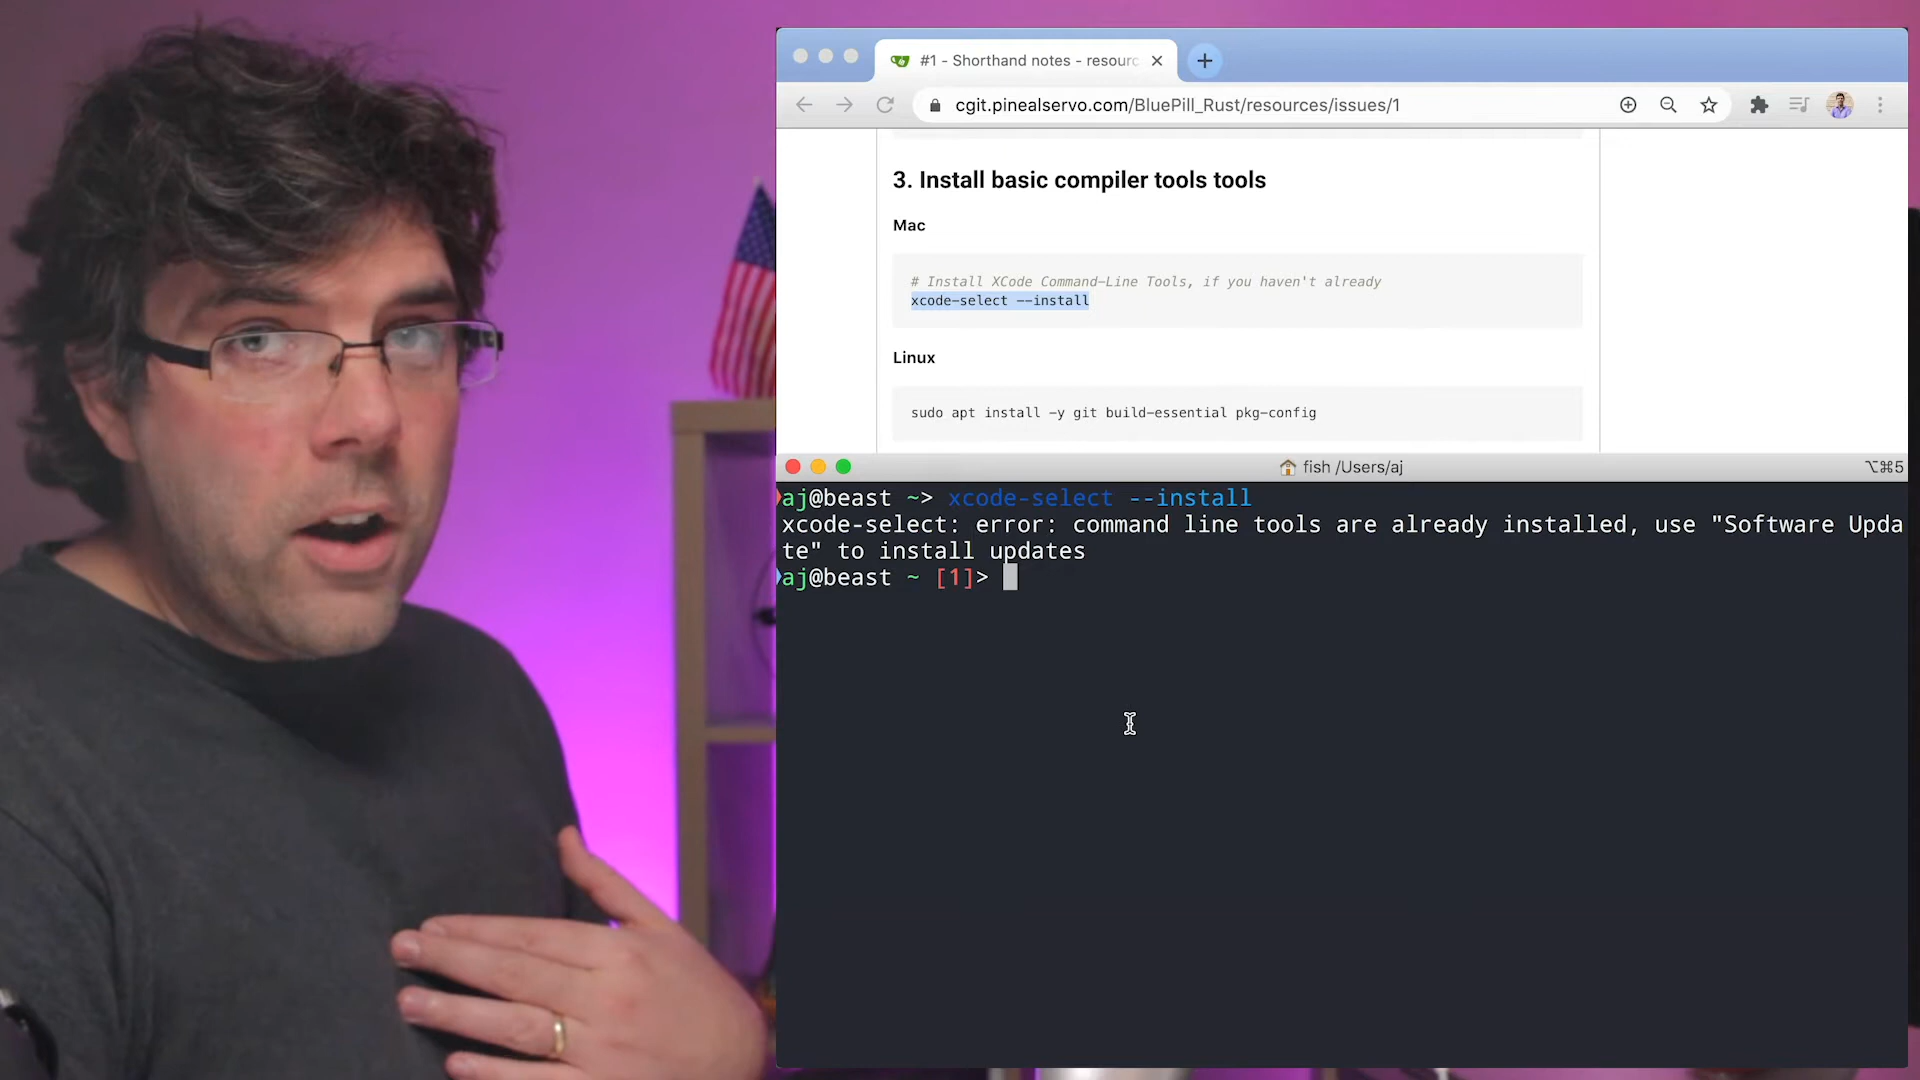 #1 - Shorthand notes - resourc
cgit.pinealservo.com/BluePill_Rust/resources/issues/1
3. Install basic compiler tools tools
Mac
# Install XCode Command-Line Tools, if you haven't already
xcode-select --install
Linux
sudo apt install -y git build-essential pkg-config
fish /Users/aj
⌥⌘5
aj@beast ~> xcode-select --install
xcode-select: error: command line tools are already installed, use "Software Upda
te" to install updates
aj@beast ~ [1]>